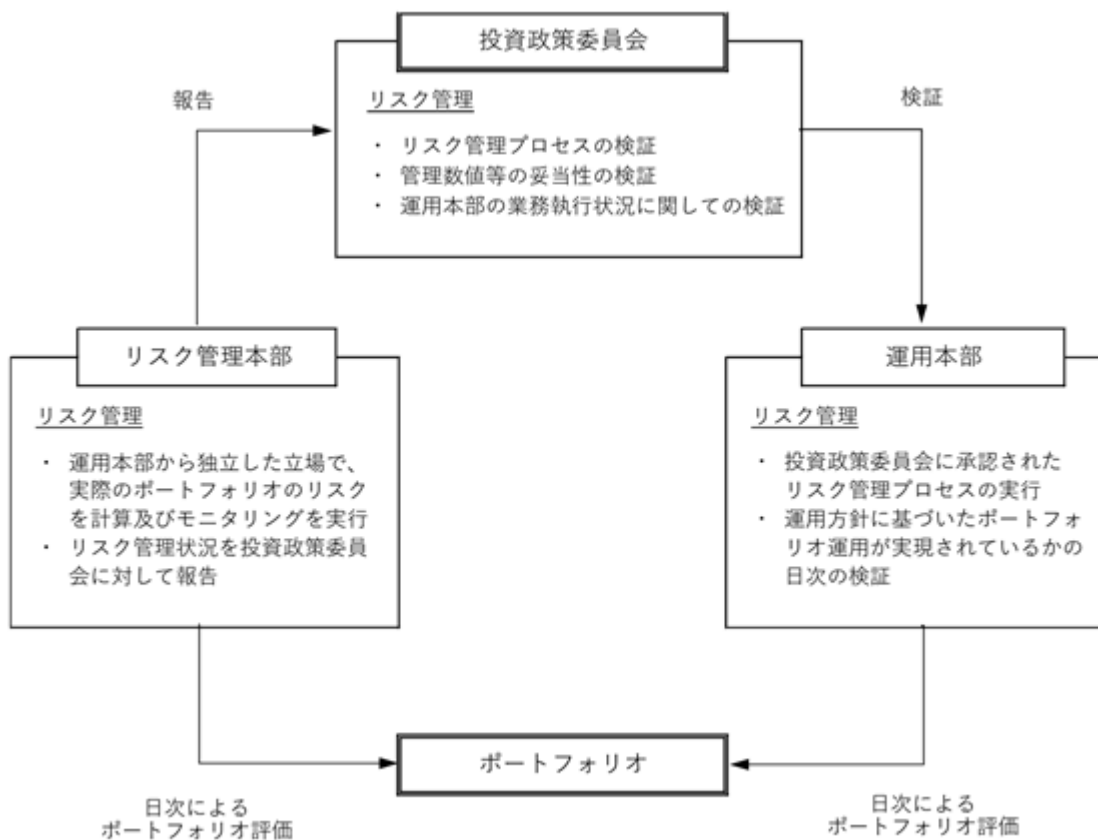 投資政策委員会
報告
検証
リスク管理
・ リスク管理プロセスの検証
・ 管理数値等の妥当性の検証
・ 運用本部の業務執行状況に関しての検証
リスク管理本部
リスク管理
・ 運用本部から独立した立場で、
実際のポートフォリオのリスク
を計算及びモニタリングを実行
・ リスク管理状況を投資政策委員
会に対して報告
運用本部
リスク管理
・ 投資政策委員会に承認された
リスク管理プロセスの実行
・ 運用方針に基づいたポートフォ
リオ運用が実現されているかの
日次の検証
ポートフォリオ
日次による
ポートフォリオ評価
日次による
ポートフォリオ評価